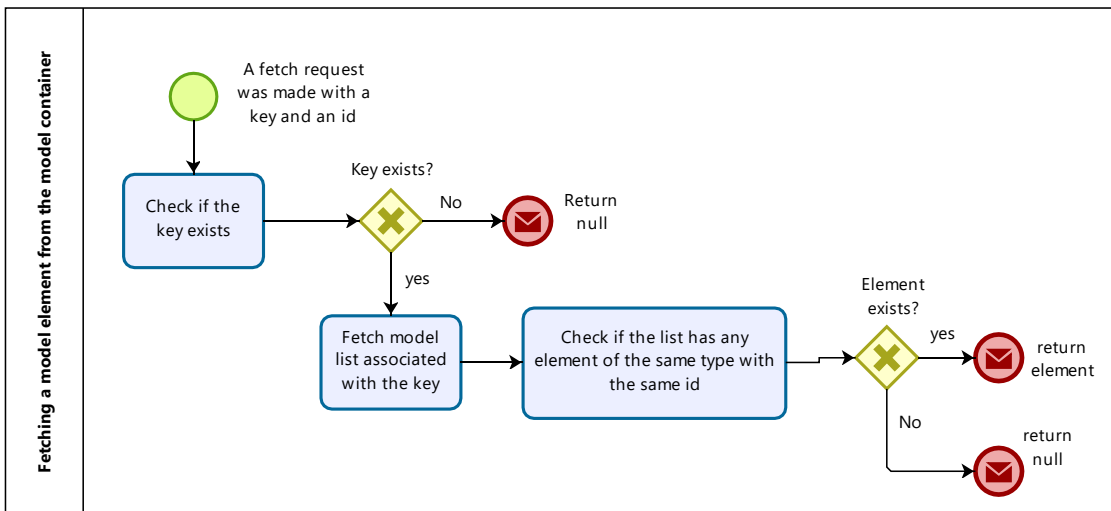 Fetching a model element from the model container
A fetch request
was made with a
key and an id
Check if the
key exists
Key exists?
No
Return
null
yes
Fetch model
list associated
with the key
Check if the list has any
element of the same type with
the same id
Element
exists?
yes
return
element
No
return
null